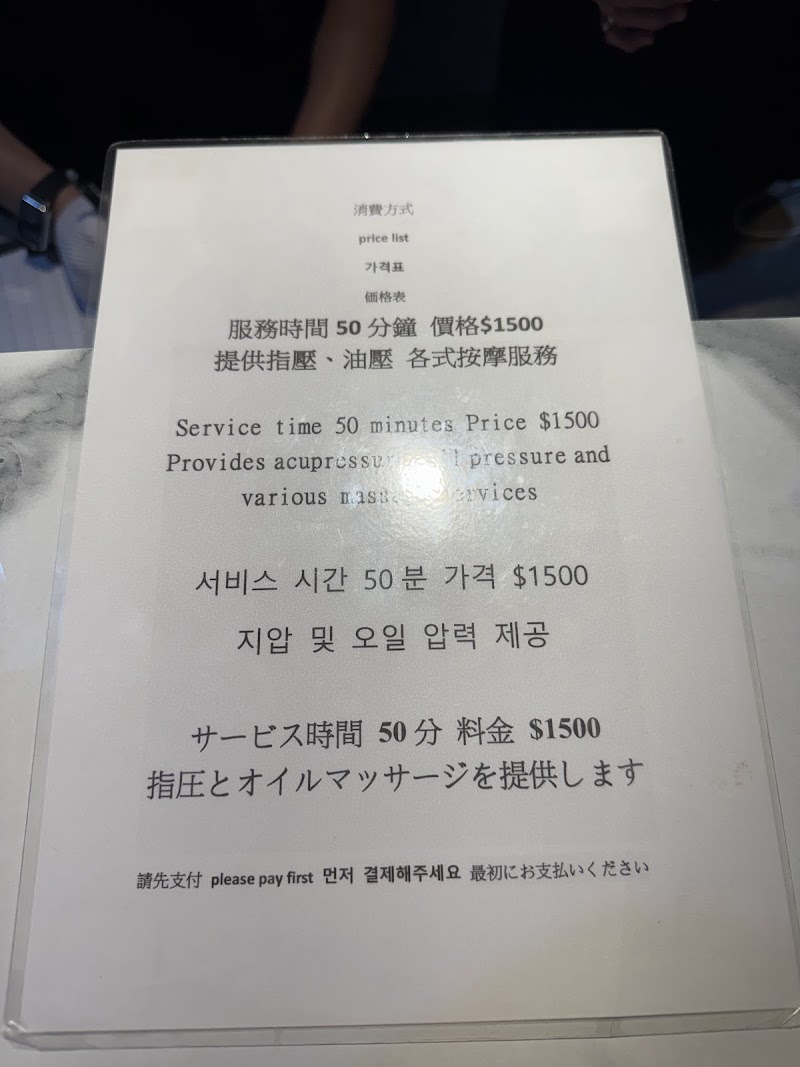 消費方式
price list
가격표
価格表
服務時間 50 分鐘 價格$1500
提供指壓、油壓 各式按摩服務
Service time 50 minutes Price $1500
Provides pressure and
various
서비스 시간 50 분 가격 $1500
지압 및 오일 압력 제공
サービス時間 50 分 料金 $1500
指圧とオイルマッサージを提供します
請先支付 please pay first 먼저 결제해주세요 最初にお支払いください